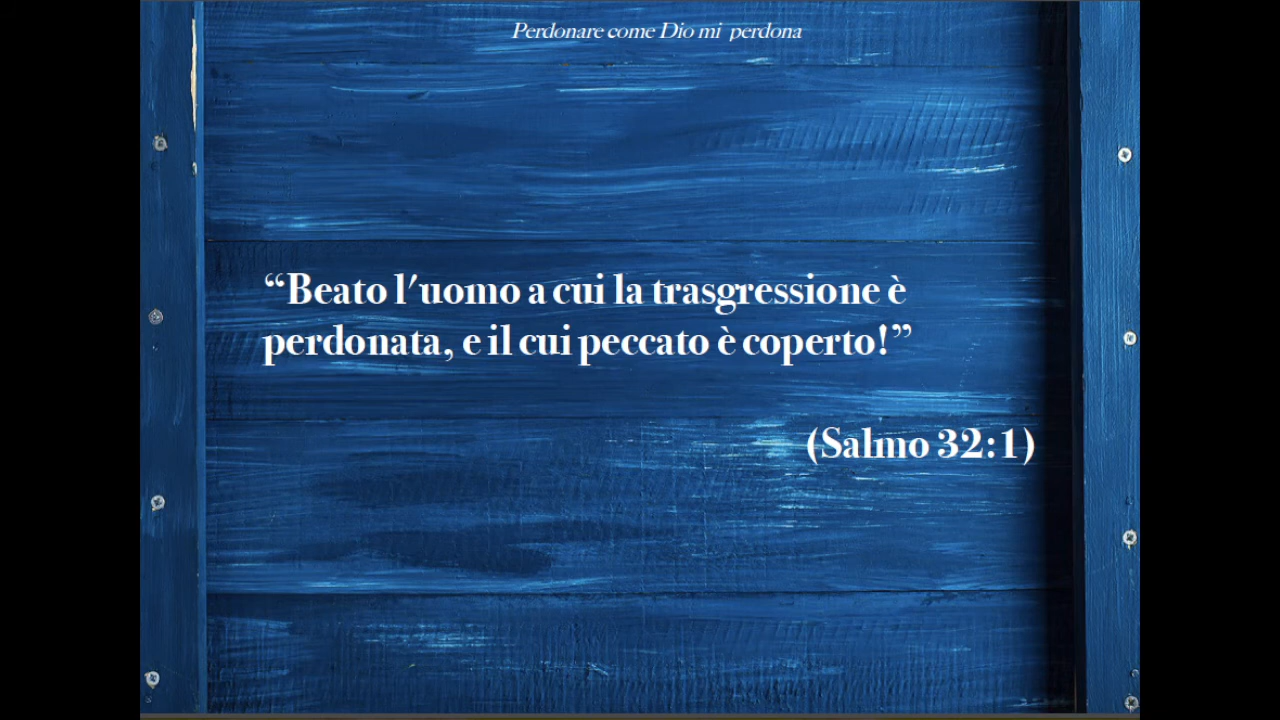 Perdonare come Dio mi perdona
“Beato l'uomo a cui la trasgressione è
perdonata, e il cui peccato è coperto!”
(Salmo 32:1)